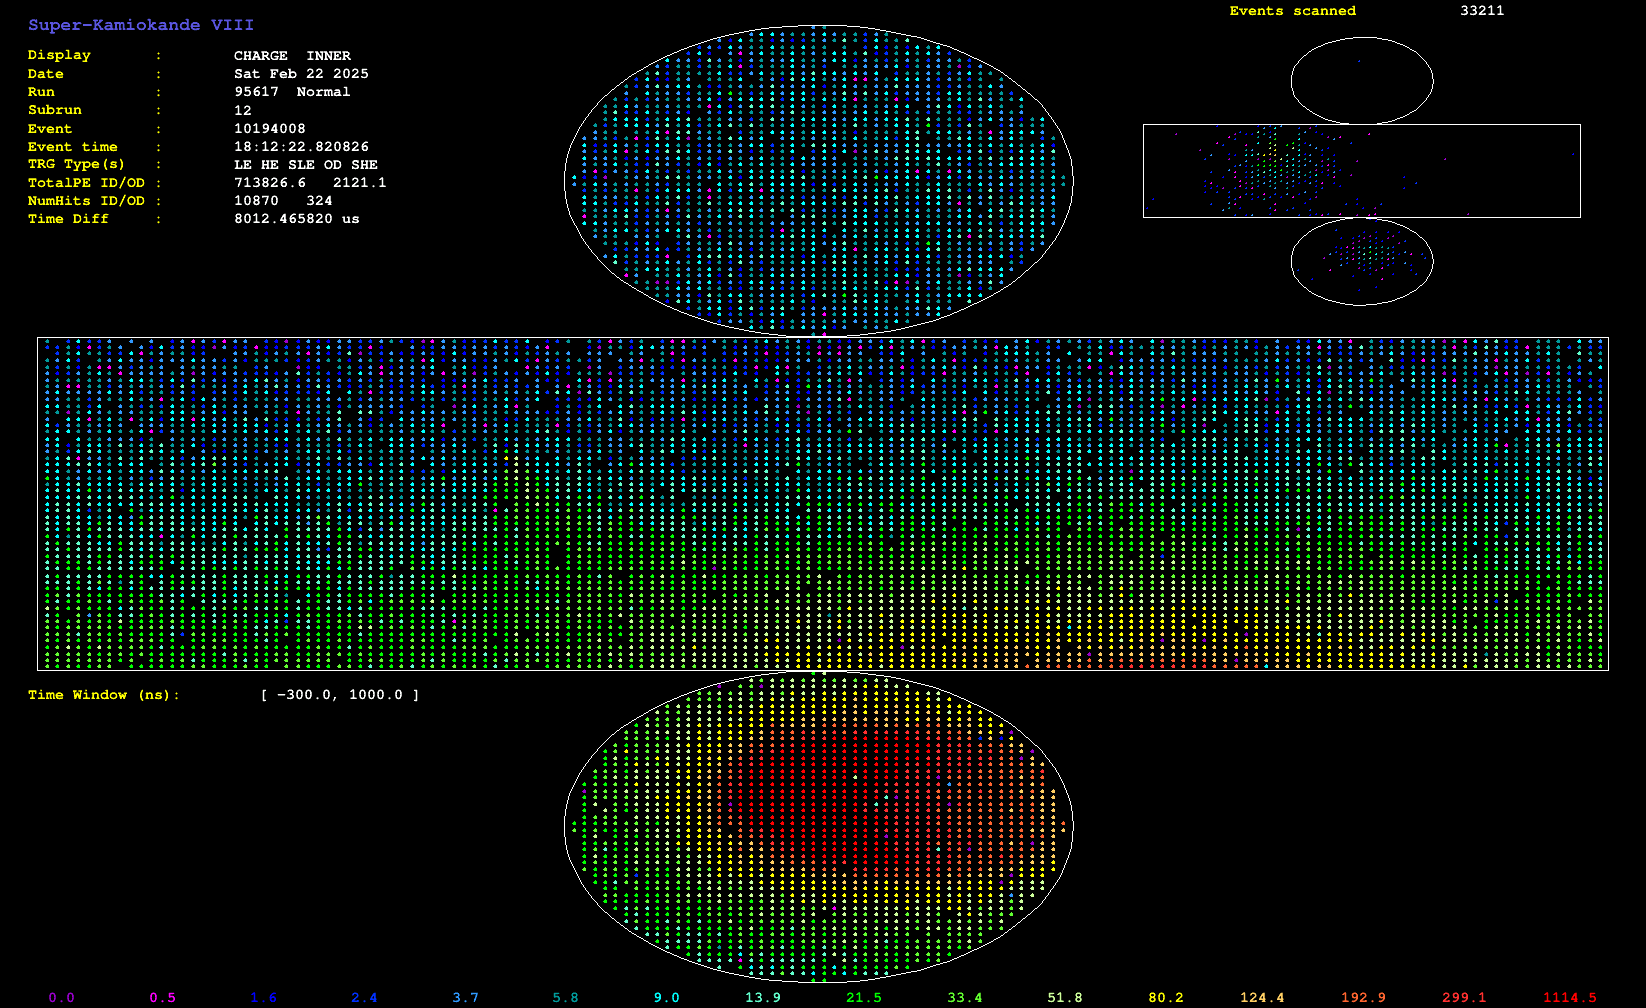 Super-Kamiokande VIII
Events scanned 33211
Display : CHARGE INNER
Date : Sat Feb 22 2025
Run : 95617 Normal
Subrun : 12
Event : 10194008
Event time : 18:12:22.820826
TRG Type(s) : LE HE SLE OD SHE
TotalPE ID/OD : 713826.6 2121.1
NumHits ID/OD : 10870 324
Time Diff : 8012.465820 us
Time Window (ns): [ -300.0, 1000.0 ]
0.0 0.5 1.6 2.4 3.7 5.8 9.0 13.9 21.5 33.4 51.8 80.2 124.4 192.9 299.1 1114.5